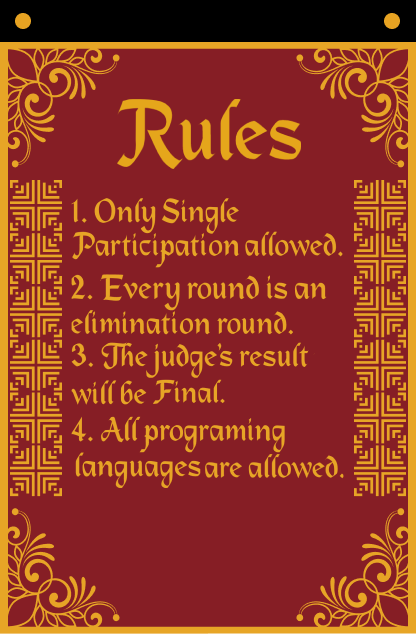 Rules
1. Only Single
Participation allowed.
2. Every round is an
elimination round.
3. The judge's result
will be Final.
4. All programing
languages are allowed.